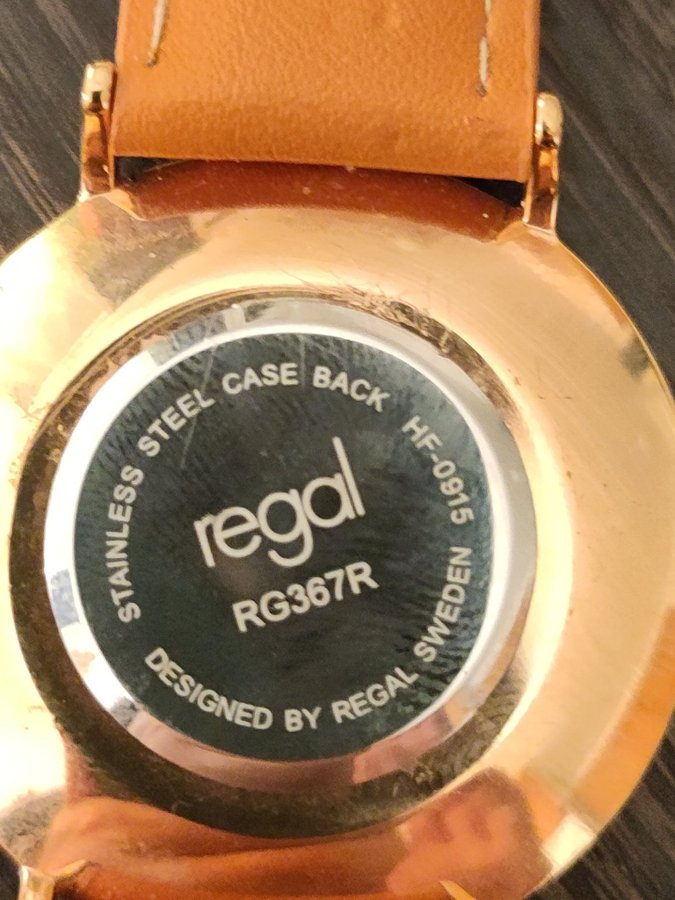 STAINLESS STEEL CASE BACK HF-0915
regal
RG367R
DESIGNED BY REGAL SWEDEN